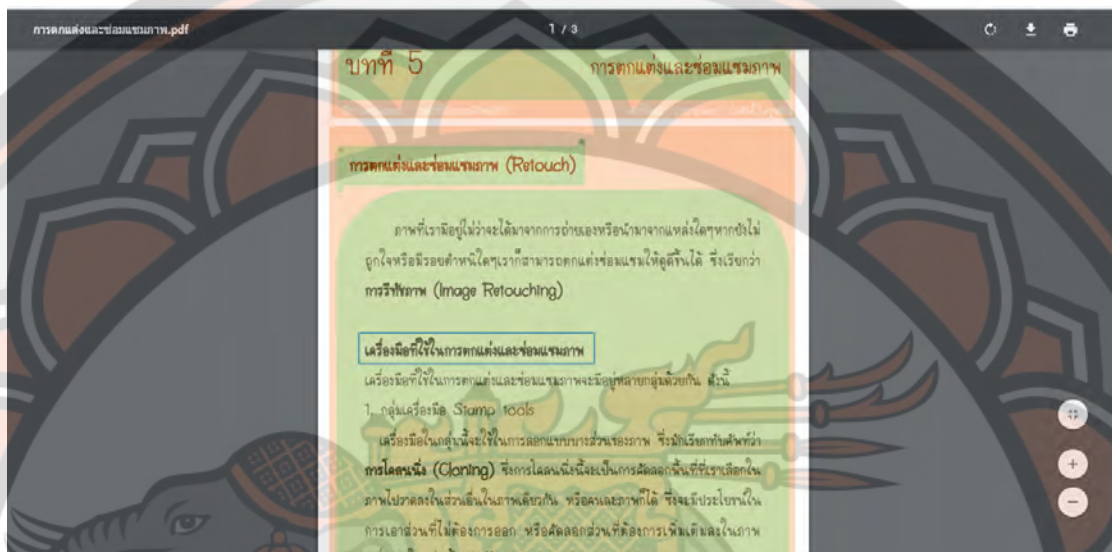 การตกแต่งและซ่อมแซมภาพ.pdf
1 / 3
บทที่ 5
การตกแต่งและซ่อมแซมภาพ
การตกแต่งและซ่อมแซมภาพ (Retouch)
ภาพที่เรามีอยู่ไม่ว่าจะได้มาจากการถ่ายเองหรือนำมาจากแหล่งใดๆหากยังไม่
ถูกใจหรือมีรอยตำหนิใดๆเราก็สามารถตกแต่งซ่อมแซมให้ดูดีขึ้นได้ ซึ่งเรียกว่า
การรีทัชภาพ (Image Retouching)
เครื่องมือที่ใช้ในการตกแต่งและซ่อมแซมภาพ
เครื่องมือที่ใช้ในการตกแต่งและซ่อมแซมภาพจะมีอยู่หลายกลุ่มด้วยกัน ดังนี้
1. กลุ่มเครื่องมือ Stamp tools
เครื่องมือในกลุ่มนี้จะใช้ในการลอกแบบบางส่วนของภาพ ซึ่งมักเรียกทับศัพท์ว่า
การโคลนนิ่ง (Cloning) ซึ่งการโคลนนิ่งนี้จะเป็นการคัดลอกพื้นที่ที่เราเลือกใน
ภาพไปวาดลงในส่วนอื่นในภาพเดียวกัน หรือคนละภาพก็ได้ ซึ่งจะมีประโยชน์ใน
การเอาส่วนที่ไม่ต้องการออก หรือคัดลอกส่วนที่ต้องการเพิ่มเติมลงในภาพ